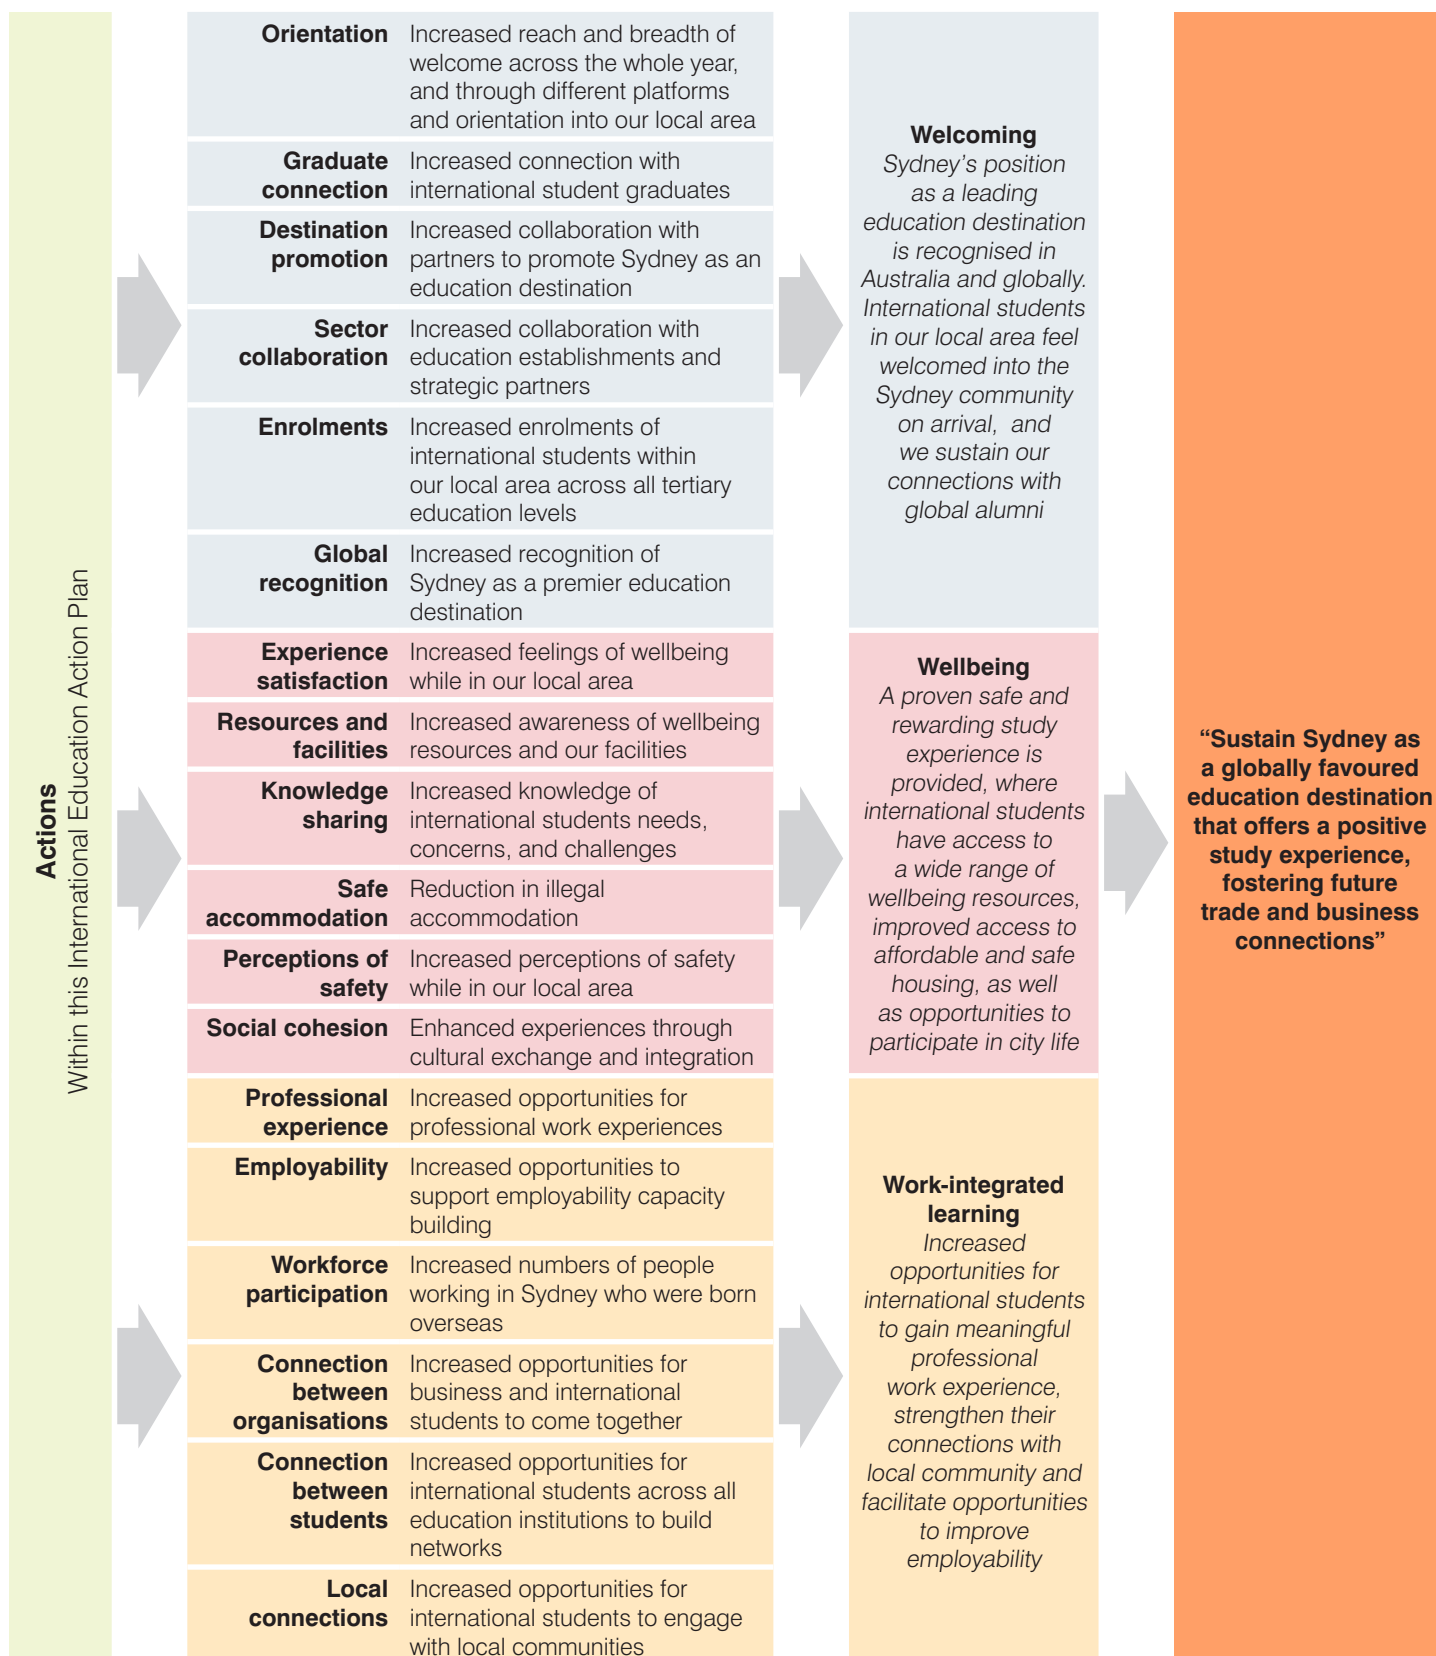 Actions
Within this International Education Action Plan
Orientation
Increased reach and breadth of
welcome across the whole year,
and through different platforms
and orientation into our local area
Graduate
connection
Increased connection with
international student graduates
Destination
promotion
Increased collaboration with
partners to promote Sydney as an
education destination
Sector
collaboration
Increased collaboration with
education establishments and
strategic partners
Enrolments
Increased enrolments of
international students within
our local area across all tertiary
education levels
Global
recognition
Increased recognition of
Sydney as a premier education
destination
Experience
satisfaction
Increased feelings of wellbeing
while in our local area
Resources and
facilities
Increased awareness of wellbeing
resources and our facilities
Knowledge
sharing
Increased knowledge of
international students needs,
concerns, and challenges
Safe
accommodation
Reduction in illegal
accommodation
Perceptions of
safety
Increased perceptions of safety
while in our local area
Social cohesion
Enhanced experiences through
cultural exchange and integration
Professional
experience
Increased opportunities for
professional work experiences
Employability
Increased opportunities to
support employability capacity
building
Workforce
participation
Increased numbers of people
working in Sydney who were born
overseas
Connection
between
organisations
Increased opportunities for
business and international
students to come together
Connection
between
students
Increased opportunities for
international students across all
education institutions to build
networks
Local
connections
Increased opportunities for
international students to engage
with local communities
Welcoming
Sydney's position
as a leading
education destination
is recognised in
Australia and globally.
International students
in our local area feel
welcomed into the
Sydney community
on arrival, and
we sustain our
connections with
global alumni
Wellbeing
A proven safe and
rewarding study
experience is
provided, where
international students
have access to
a wide range of
wellbeing resources,
improved access to
affordable and safe
housing, as well
as opportunities to
participate in city life
Work-integrated
learning
Increased
opportunities for
international students
to gain meaningful
professional
work experience,
strengthen their
connections with
local community and
facilitate opportunities
to improve
employability
“Sustain Sydney as
a globally favoured
education destination
that offers a positive
study experience,
fostering future
trade and business
connections”